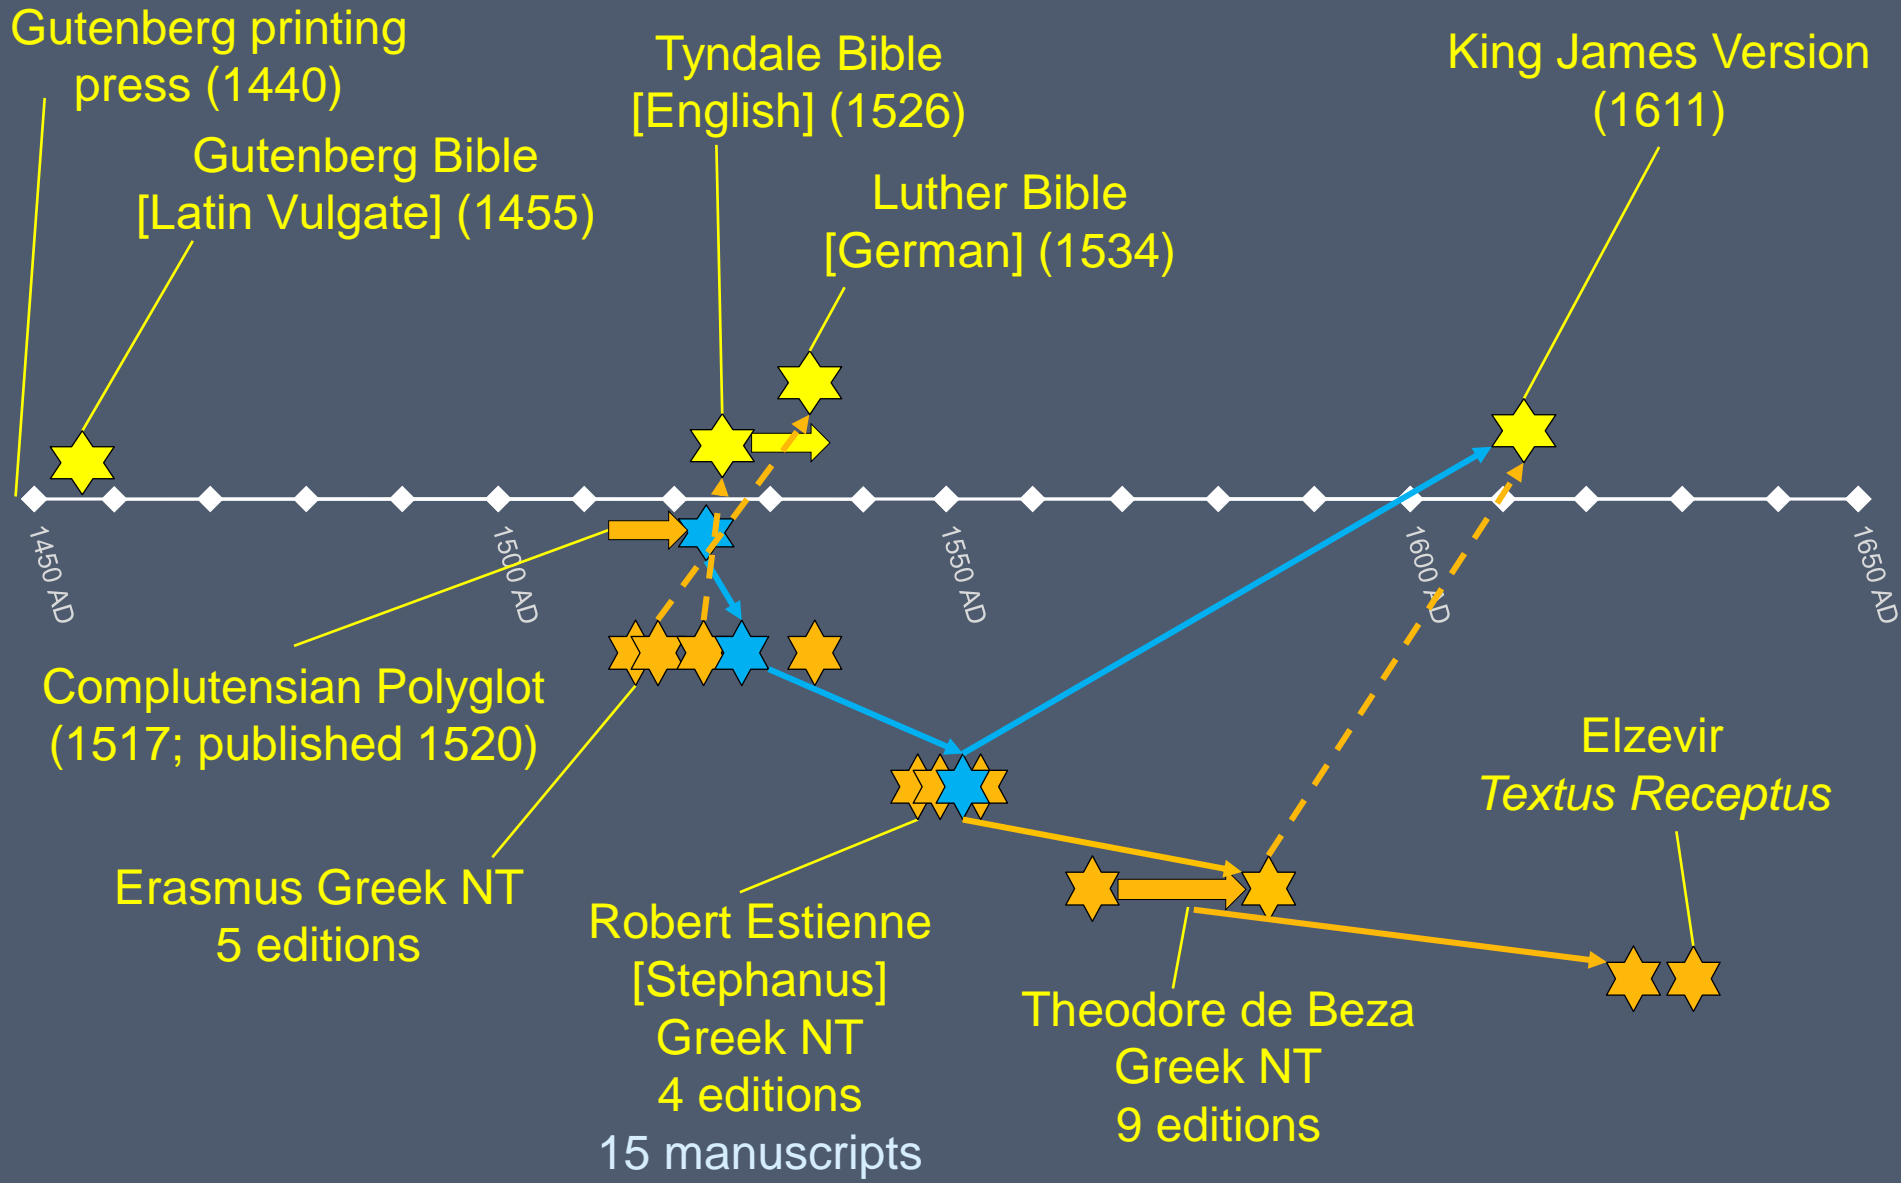 Gutenberg printing
press (1440)
Gutenberg Bible
[Latin Vulgate] (1455)
Tyndale Bible
[English] (1526)
Luther Bible
[German] (1534)
King James Version
(1611)
1450 AD
1500 AD
1550 AD
1600 AD
1650 AD
Complutensian Polyglot
(1517; published 1520)
Erasmus Greek NT
5 editions
Robert Estienne
[Stephanus]
Greek NT
4 editions
15 manuscripts
Theodore de Beza
Greek NT
9 editions
Elzevir
Textus Receptus